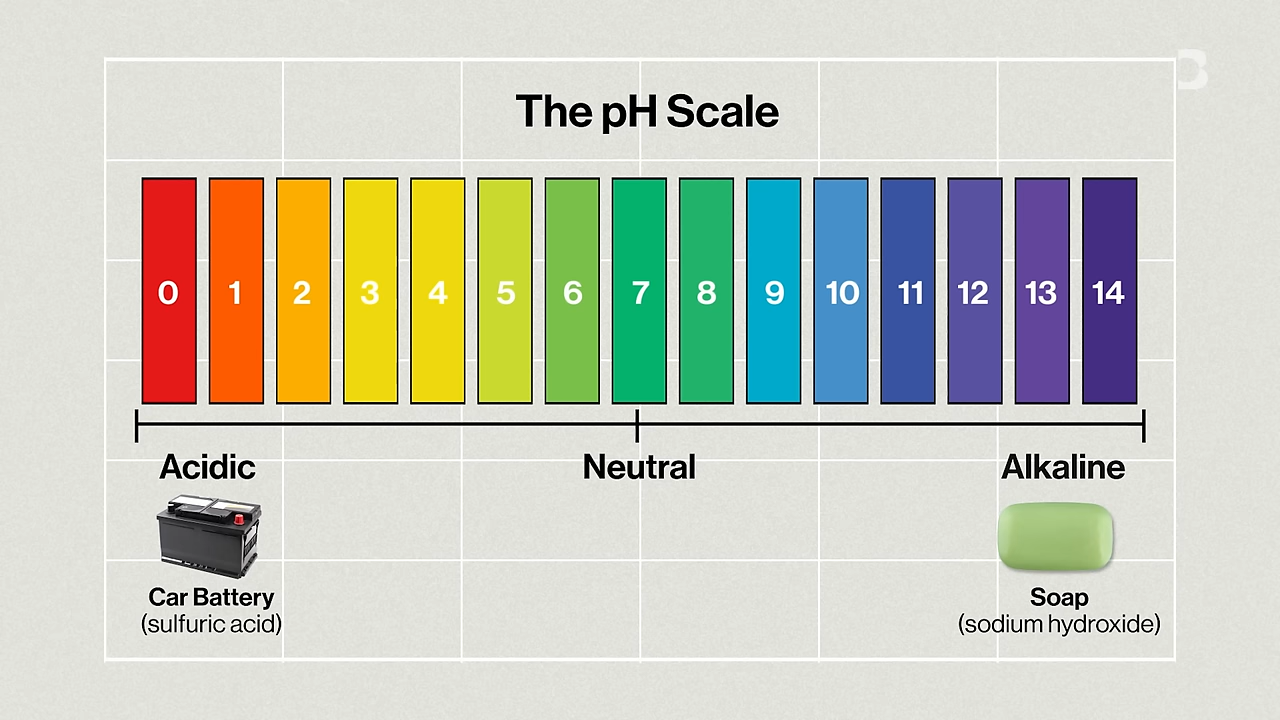 The pH Scale
0 1 2 3 4 5 6 7 8 9 10 11 12 13 14
Acidic Neutral Alkaline
Car Battery Soap
(sulfuric acid) (sodium hydroxide)